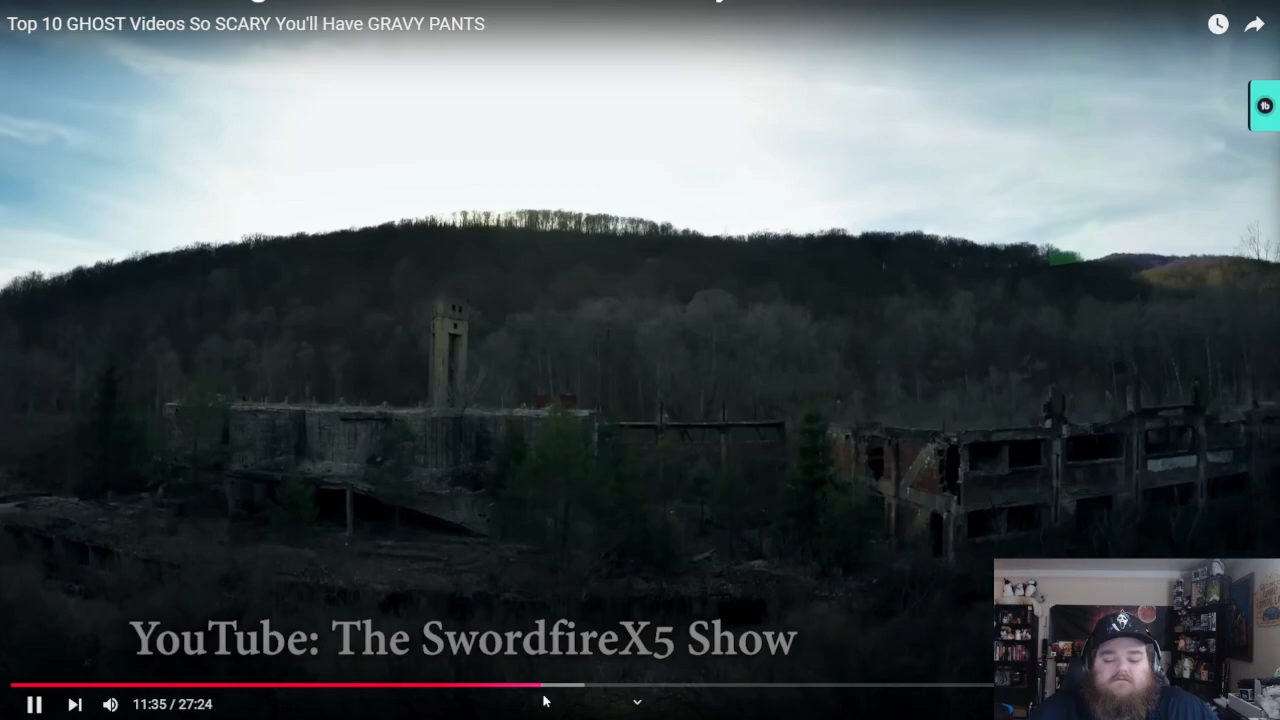 Top 10 GHOST Videos So SCARY You'll Have GRAVY PANTS
YouTube: The SwordfireX5 Show
11:35 / 27:24